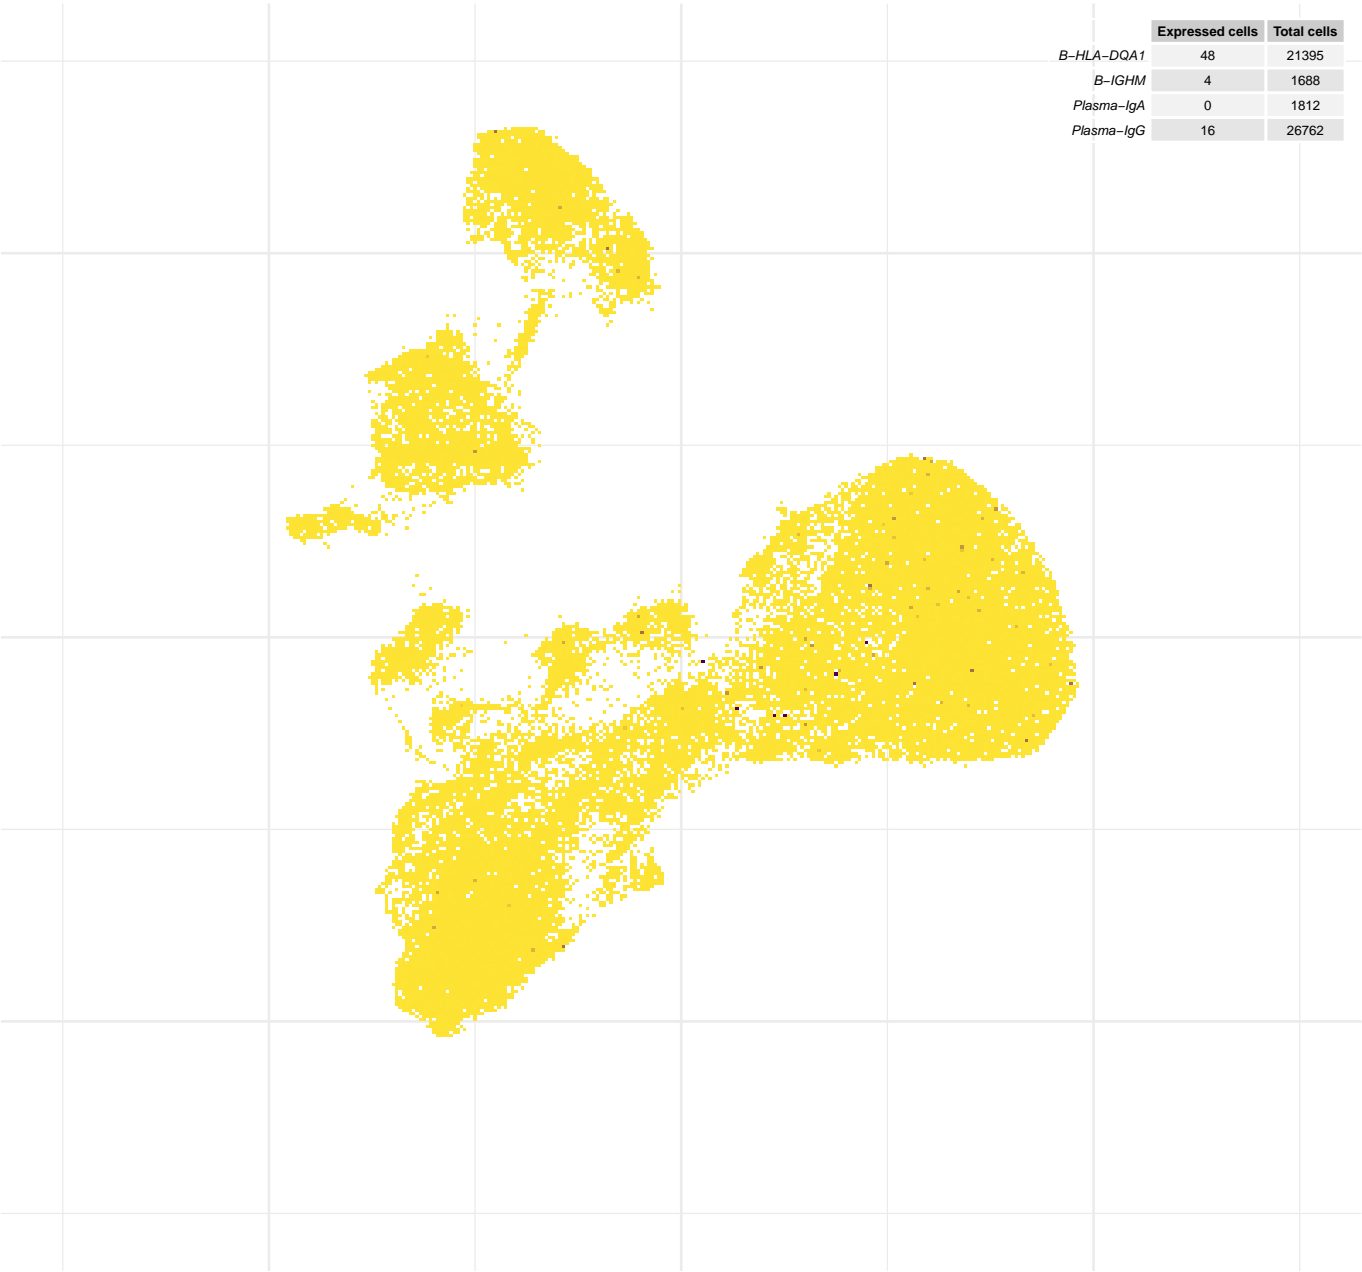 Expressed cells Total cells
B−HLA−DQA1 48 21395
B−IGHM 4 1688
Plasma−IgA 0 1812
Plasma−IgG 16 26762